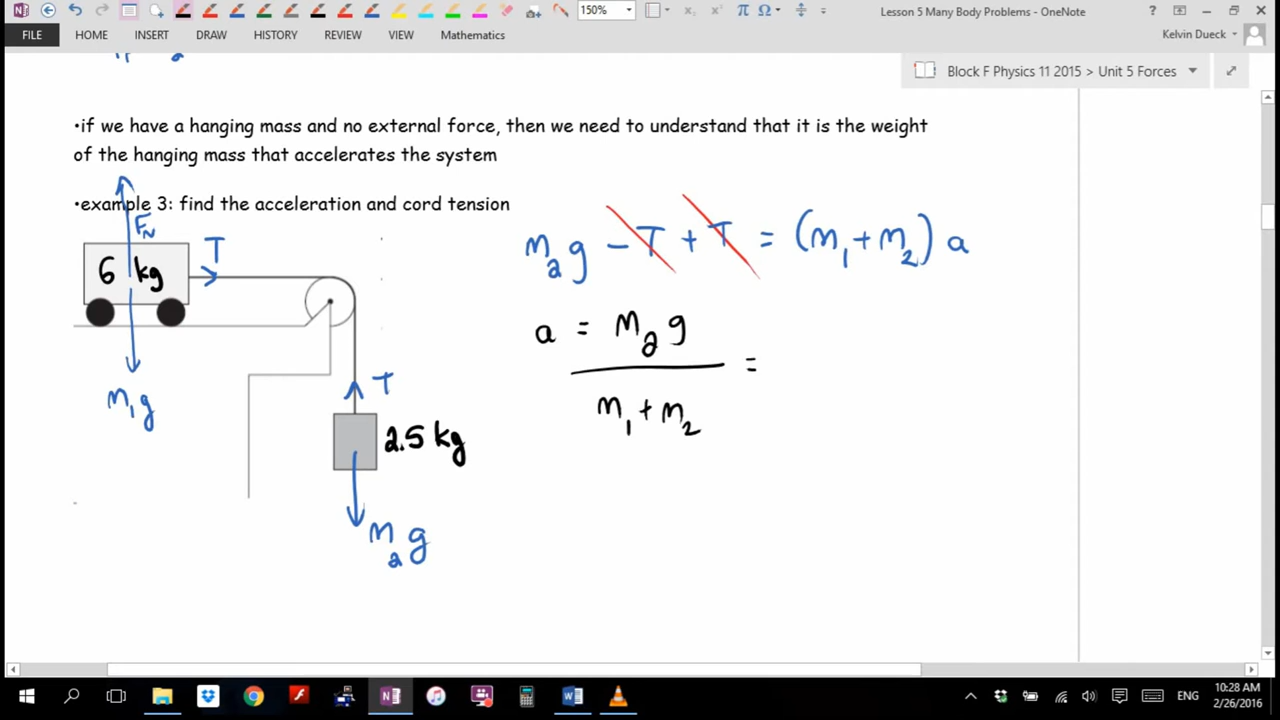 150%
Lesson 5 Many Body Problems - OneNote
FILE HOME INSERT DRAW HISTORY REVIEW VIEW Mathematics
Kelvin Dueck
Block F Physics 11 2015 > Unit 5 Forces
•if we have a hanging mass and no external force, then we need to understand that it is the weight
of the hanging mass that accelerates the system
•example 3: find the acceleration and cord tension
F_N
T
6 kg
m₁g
T
2.5 kg
m₂g
m₂g - T + T = (m₁ + m₂) a
a = m₂g
=
m₁ + m₂
ENG
10:28 AM
2/26/2016